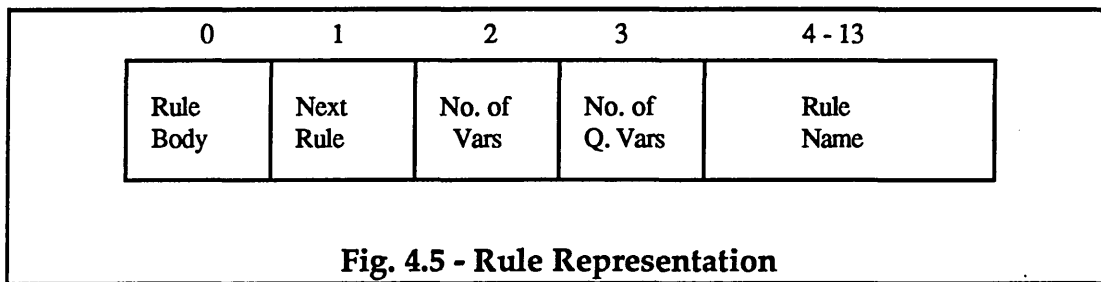 0 1 2 3 4 - 13
Rule Body
Next Rule
No. of Vars
No. of Q. Vars
Rule Name
Fig. 4.5 - Rule Representation